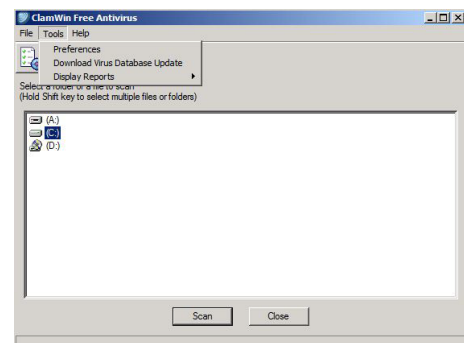 ClamWin Free Antivirus
File Tools Help
Preferences
Download Virus Database Update
Display Reports
Select a folder or a file to scan
(Hold Shift key to select multiple files or folders)
(A:)
(C:)
(D:)
Scan Close